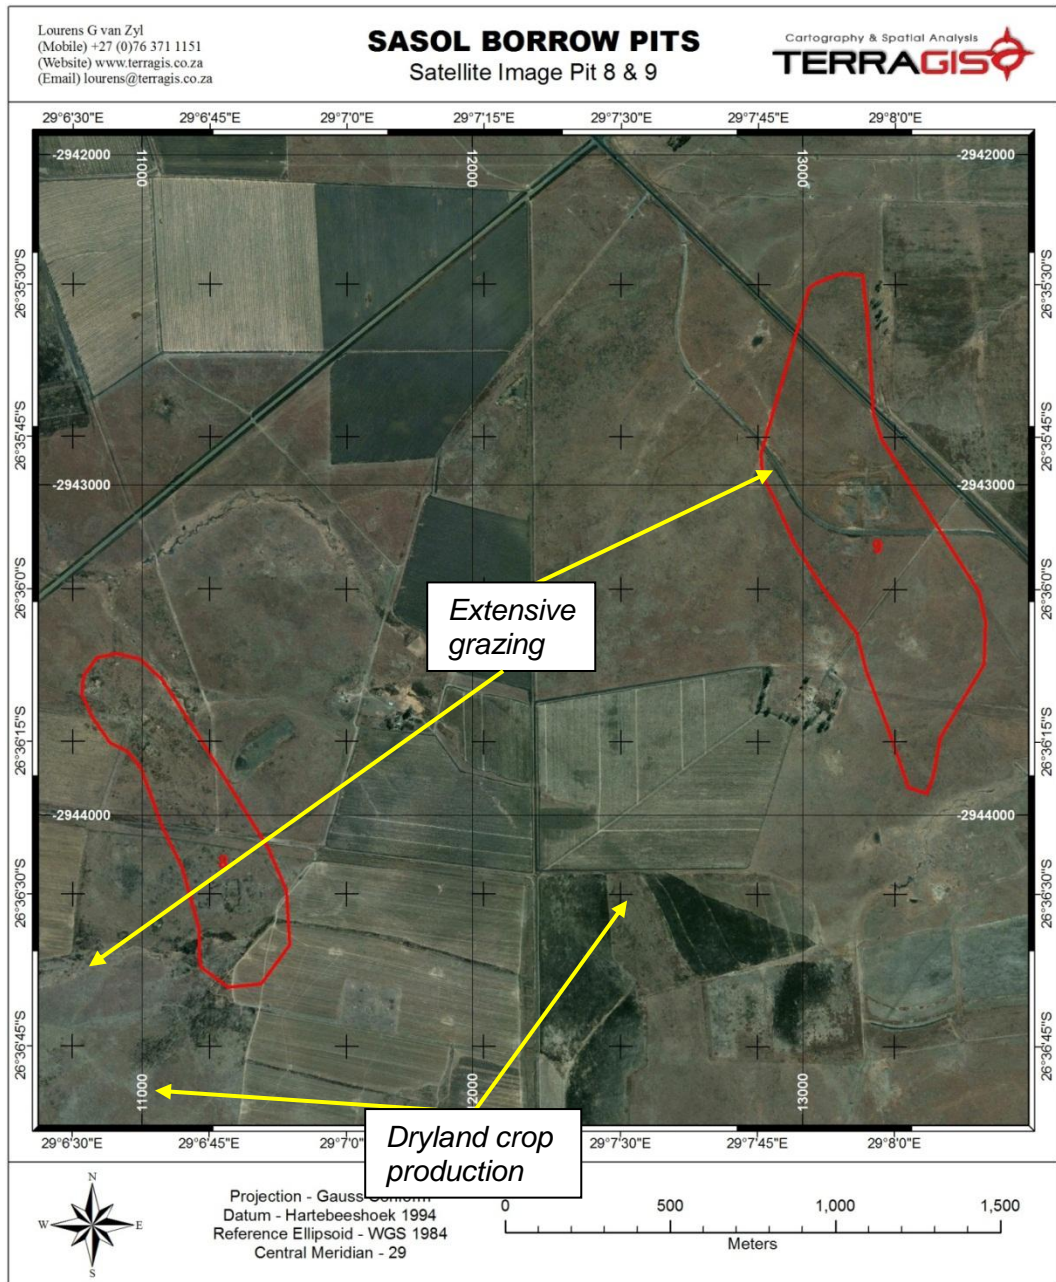 Lourens G van Zyl
(Mobile) +27 (0)76 371 1151
(Website) www.terragis.co.za
(Email) lourens@terragis.co.za
SASOL BORROW PITS
Satellite Image Pit 8 & 9
Cartography & Spatial Analysis
TERRAGIS
29°6'30"E 29°6'45"E 29°7'0"E 29°7'15"E 29°7'30"E 29°7'45"E 29°8'0"E
-2942000 11000 12000 13000 -2942000
26°35'30"S 26°35'30"S
26°35'45"S 26°35'45"S
-2943000 -2943000
9
26°36'0"S 26°36'0"S
Extensive
grazing
26°36'15"S 26°36'15"S
-2944000 -2944000
8
26°36'30"S 26°36'30"S
26°36'45"S 26°36'45"S
11000 2000 13000
Dryland crop
production
29°6'30"E 29°6'45"E 29°7'0 29°7'30"E 29°7'45"E 29°8'0"E
N
W E
S
Projection - Gauss
Datum - Hartebeeshoek 1994
Reference Ellipsoid - WGS 1984
Central Meridian - 29
0 500 1,000 1,500
Meters